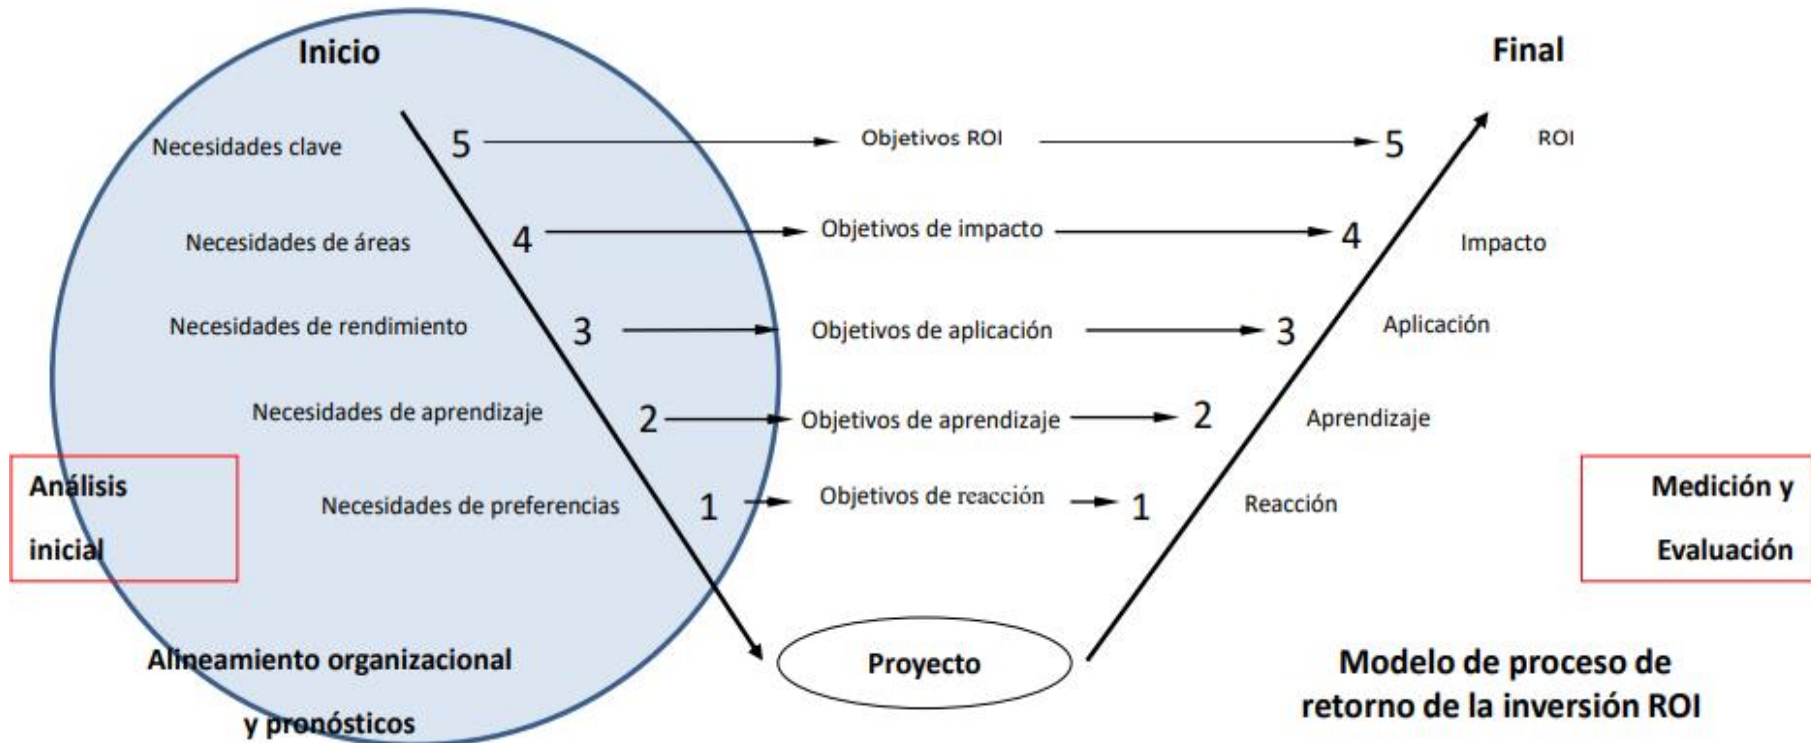 Inicio
Final
Necesidades clave
5
Objetivos ROI
5
ROI
Necesidades de áreas
4
Objetivos de impacto
4
Impacto
Necesidades de rendimiento
3
Objetivos de aplicación
3
Aplicación
Necesidades de aprendizaje
2
Objetivos de aprendizaje
2
Aprendizaje
Necesidades de preferencias
1
Objetivos de reacción
1
Reacción
Análisis
inicial
Medición y
Evaluación
Alineamiento organizacional
y pronósticos
Proyecto
Modelo de proceso de
retorno de la inversión ROI